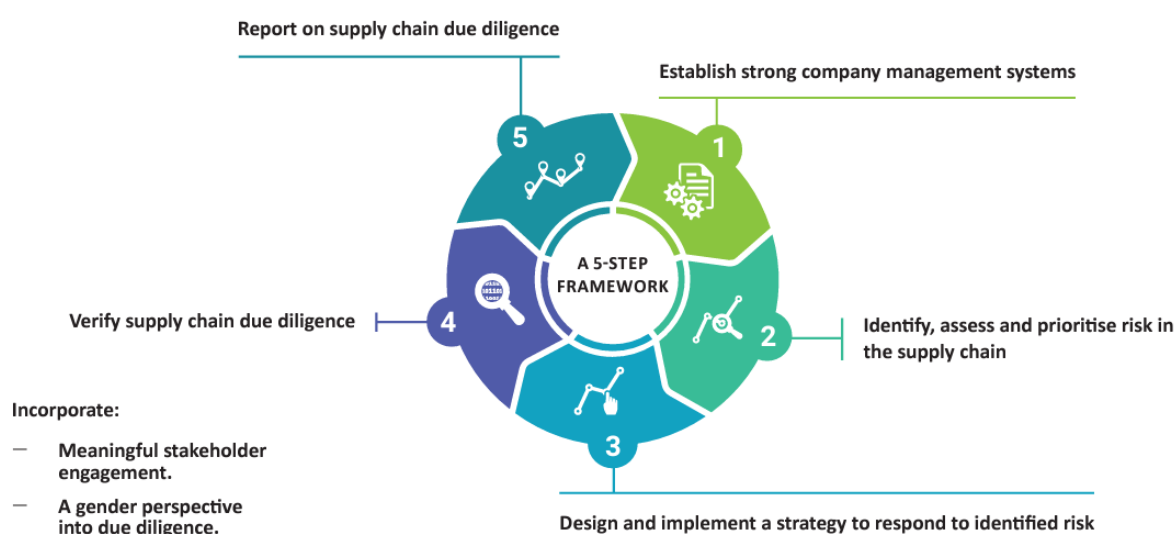 Report on supply chain due diligence
Establish strong company management systems
5
1
A 5-STEP
FRAMEWORK
Verify supply chain due diligence
4
2
Identify, assess and prioritise risk in
the supply chain
3
Design and implement a strategy to respond to identified risk
Incorporate:
— Meaningful stakeholder
engagement.
— A gender perspective
into due diligence.